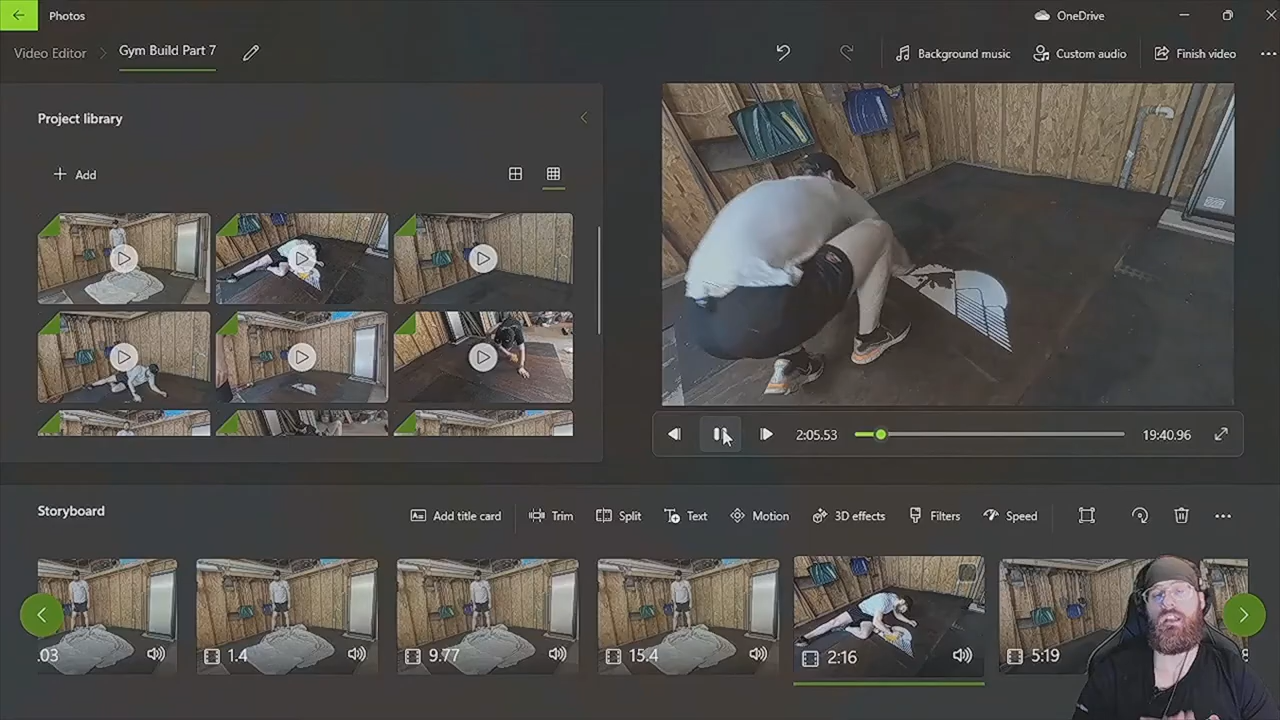 Photos
OneDrive
Video Editor
Gym Build Part 7
Background music
Custom audio
Finish video
Project library
Add
2:05.53
19:40.96
Storyboard
Add title card
Trim
Split
Text
Motion
3D effects
Filters
Speed
.03
1.4
9.77
15.4
2:16
5:19
8